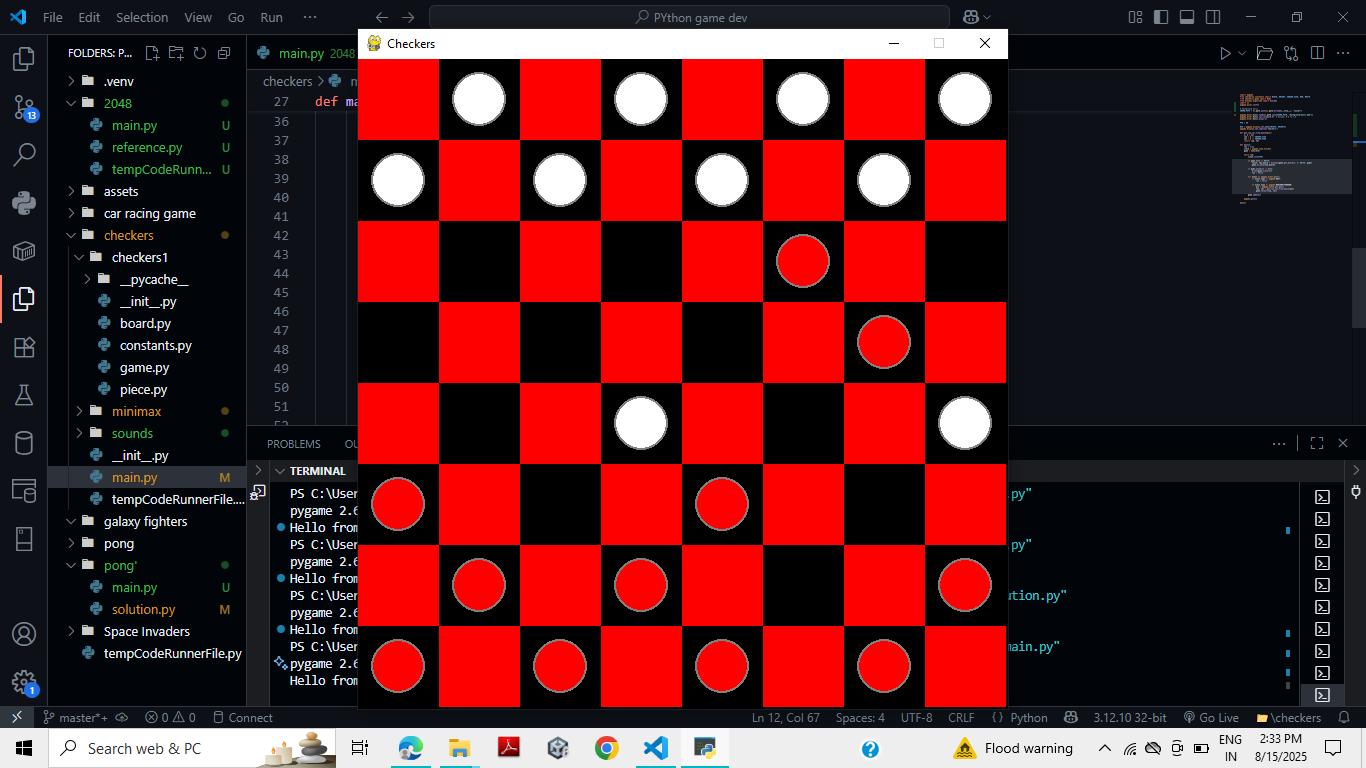 File Edit Selection View Go Run ··· PYthon game dev
Checkers
FOLDERS: P...
.venv
2048
main.py U
reference.py U
tempCodeRunn... U
assets
car racing game
checkers
checkers1
__pycache__
__init__.py
board.py
constants.py
game.py
piece.py
minimax
sounds
__init__.py
main.py M
tempCodeRunnerFile....
galaxy fighters
pong
pong'
main.py U
solution.py M
Space Invaders
tempCodeRunnerFile.py
13
1
main.py 2048
checkers
27 def ma
36
37
38
39
40
41
42
43
44
45
46
47
48
49
50
51
PROBLEMS OU
TERMINAL
PS C:\User .py"
pygame 2.6
Hello from
PS C:\User .py"
pygame 2.6
Hello from
PS C:\User ution.py"
pygame 2.6
Hello from
PS C:\User main.py"
pygame 2.6
Hello from
master*+ 0 0 Connect Ln 12, Col 67 Spaces: 4 UTF-8 CRLF {} Python 3.12.10 32-bit Go Live \checkers
Search web & PC Flood warning ENG IN 2:33 PM 8/15/2025